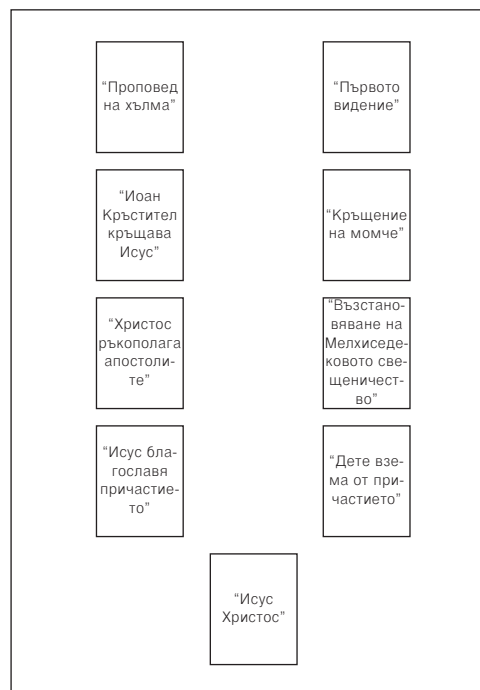 “Проповед
на хълма”
“Първото
видение”
“Иоан
Кръстител
кръщава
Исус”
“Кръщение
на момче”
“Христос
ръкополага
апостоли-
те”
“Възстано-
вяване на
Мелхиседе-
ковото све-
щеничест-
во”
“Исус бла-
гославя
причастие-
то”
“Дете взе-
ма от при-
частието”
“Исус
Христос”